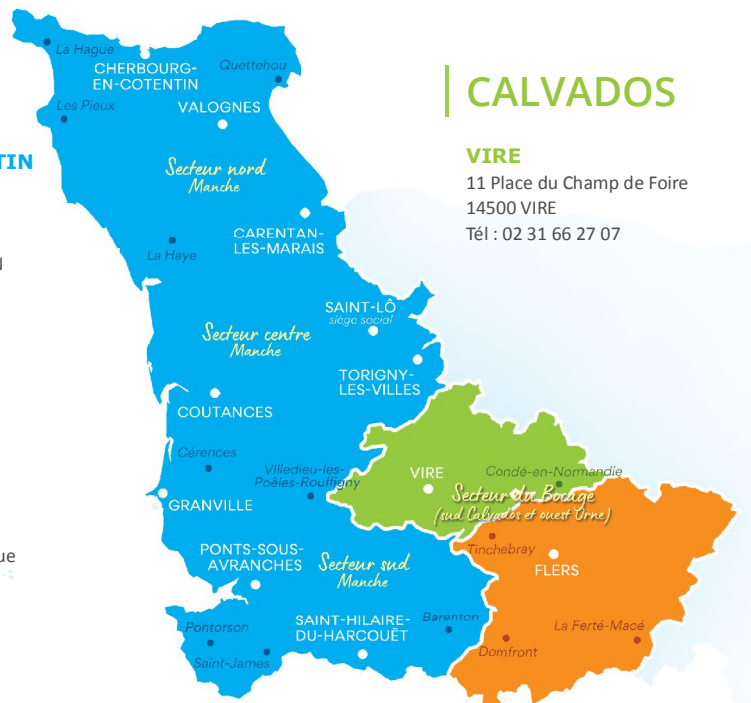 La Hague
CHERBOURG-
EN-COTENTIN
Quettehou
Les Pieux
VALOGNES
CALVADOS
TIN
VIRE
11 Place du Champ de Foire
14500 VIRE
Tél : 02 31 66 27 07
Secteur nord
Manche
CARENTAN-
LES-MARAIS
La Haye
N
SAINT-LÔ
siège social
Secteur centre
Manche
TORIGNY-
LES-VILLES
COUTANCES
Cérences
Villedieu-les-
Poêles-Rouffigny
VIRE
Condé-en-Normandie
Secteur du Bocage
(sud Calvados et ouest Orne)
GRANVILLE
Tinchebray
FLERS
PONTS-SOUS-
AVRANCHES
Secteur sud
Manche
ue
SAINT-HILAIRE-
DU-HARCOUËT
Barenton
La Ferté-Macé
Pontorson
Saint-James
Domfront